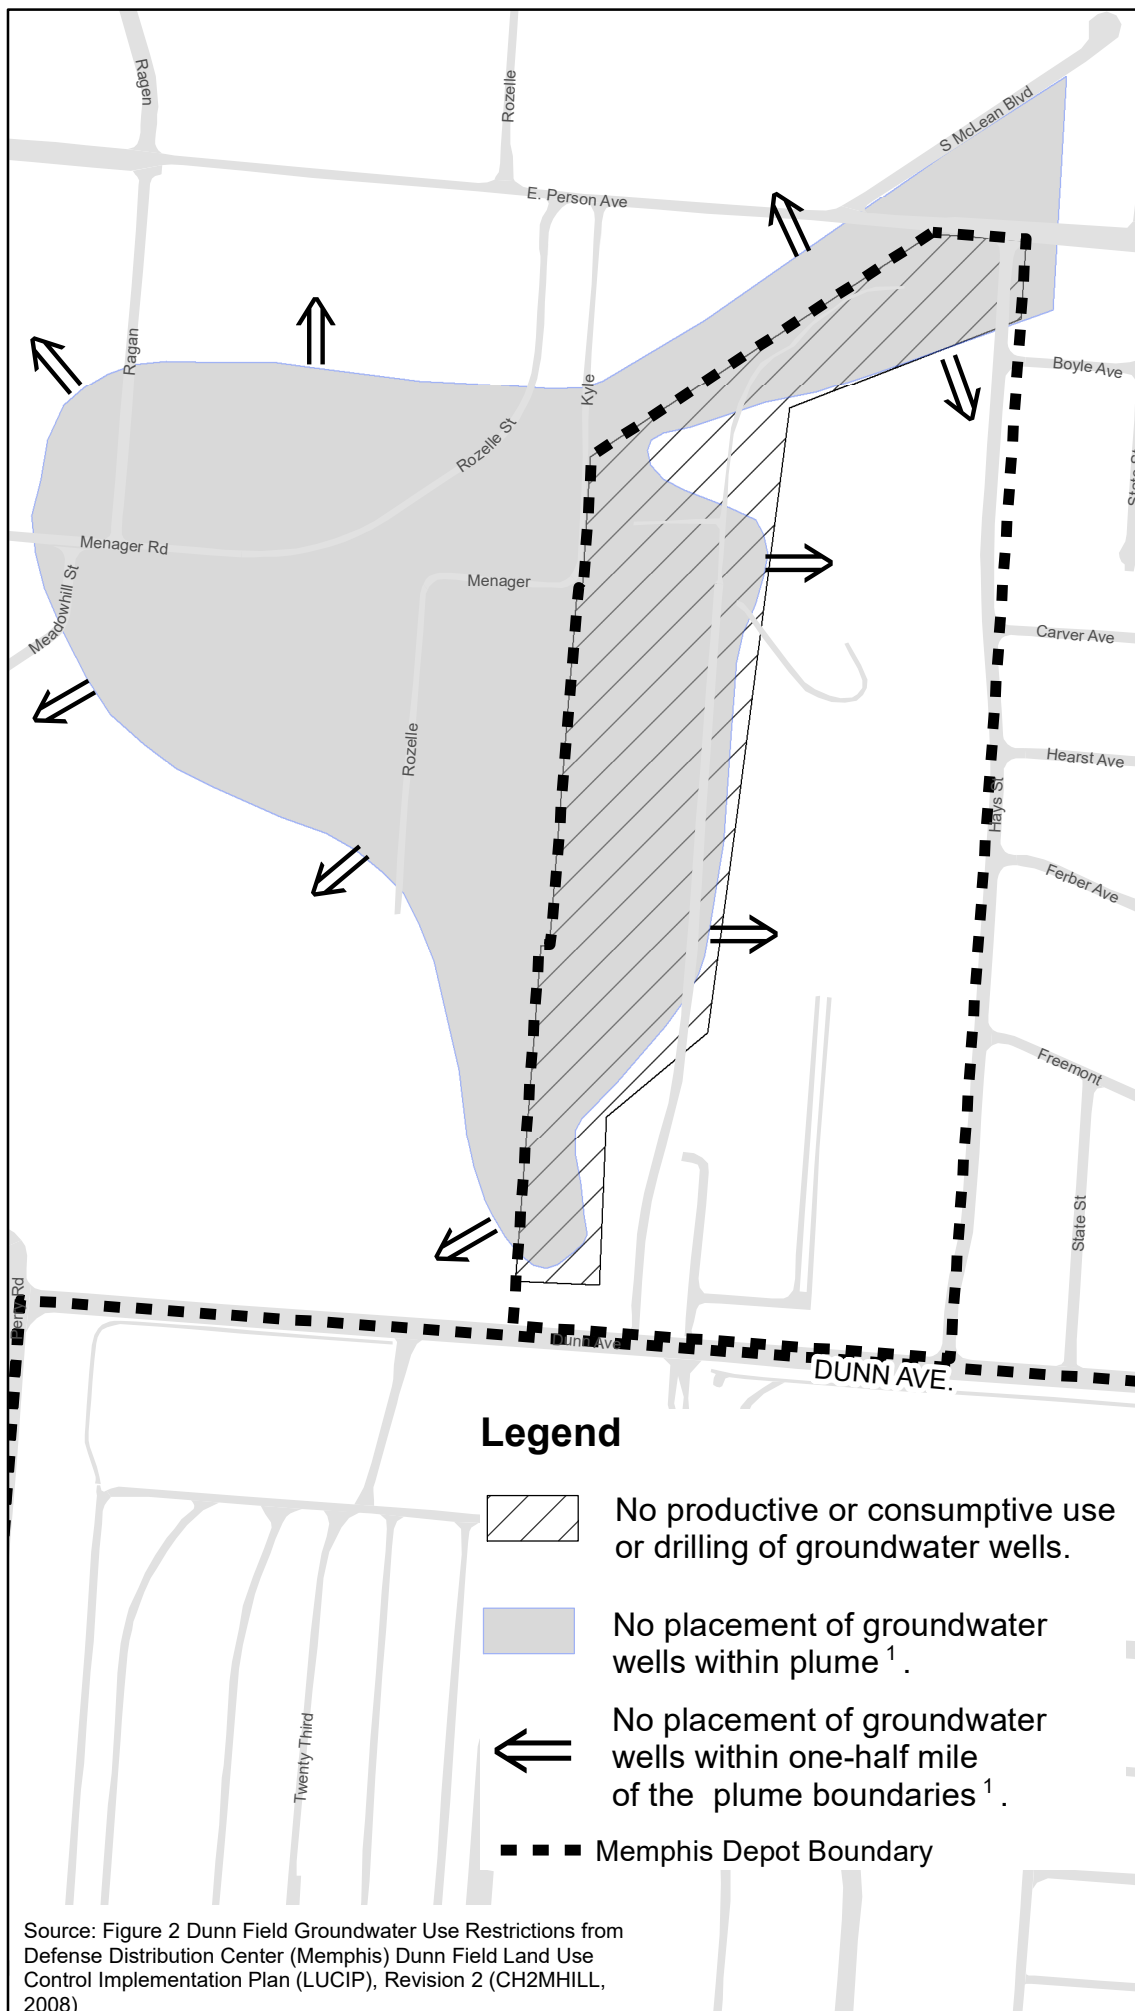 Ragen
Rozelle
S McLean Blvd
E. Person Ave
Ragan
Kyle
Boyle Ave
Rozelle St
Menager Rd
Menager
Meadowhill St
Carver Ave
Rozelle
Hearst Ave
Hays St
Ferber Ave
Freemont
State St
Perry Rd
Dunn Ave
DUNN AVE.
Legend
No productive or consumptive use
or drilling of groundwater wells.
No placement of groundwater
wells within plume 1 .
No placement of groundwater
wells within one-half mile
of the plume boundaries 1 .
Memphis Depot Boundary
Twenty Third
Source: Figure 2 Dunn Field Groundwater Use Restrictions from
Defense Distribution Center (Memphis) Dunn Field Land Use
Control Implementation Plan (LUCIP), Revision 2 (CH2MHILL,
2008)